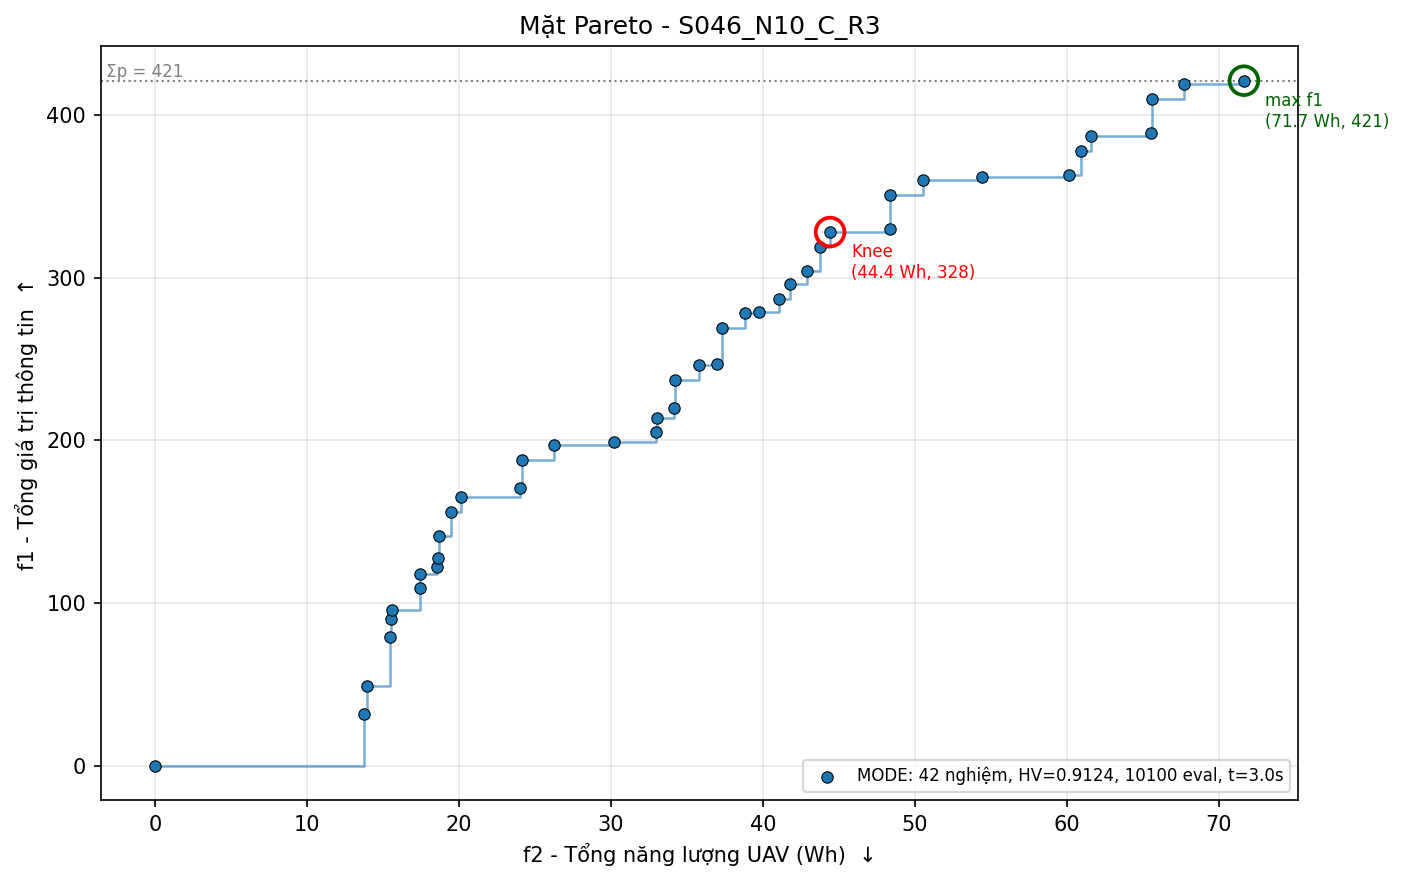 Mặt Pareto - S046_N10_C_R3
Σp = 421
max f1
(71.7 Wh, 421)
Knee
(44.4 Wh, 328)
400
300
200
100
0
f1 - Tổng giá trị thông tin ↑
MODE: 42 nghiệm, HV=0.9124, 10100 eval, t=3.0s
0 10 20 30 40 50 60 70
f2 - Tổng năng lượng UAV (Wh) ↓